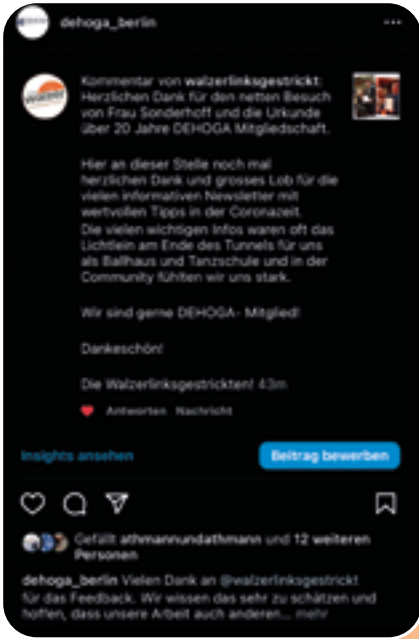 dehoga_berlin
Kommentar von walzerlinksgestrickt:
Herzlichen Dank für den netten Besuch
von Frau Sonderhoff und die Urkunde
über 20 Jahre DEHOGA Mitgliedschaft.
Hier an dieser Stelle noch mal
herzlichen Dank und grosses Lob für die
vielen informativen Newsletter mit
wertvollen Tipps in der Coronazeit.
Die vielen wichtigen Infos waren oft das
Lichtlein am Ende des Tunnels für uns
als Ballhaus und Tanzschule und in der
Community fühlten wir uns stark.
Wir sind gerne DEHOGA- Mitglied!
Dankeschön!
Die Walzerlinksgestrickten! 43m
Antworten Nachricht
Insights ansehen
Beitrag bewerben
Gefällt athmannundathmann und 12 weiteren
Personen
dehoga_berlin Vielen Dank an @walzerlinksgestrickt
für das Feedback. Wir wissen das sehr zu schätzen und
hoffen, dass unsere Arbeit auch anderen... mehr